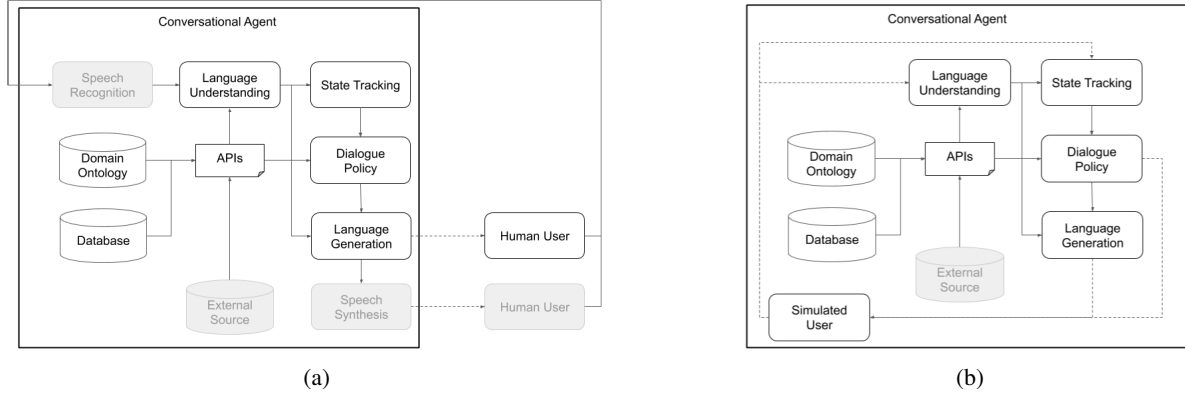 Conversational Agent
Speech
Recognition
Language
Understanding
State Tracking
Domain
Ontology
APIs
Dialogue
Policy
Database
Language
Generation
Human User
External
Source
Speech
Synthesis
Human User
(a)
Conversational Agent
Language
Understanding
State Tracking
Domain
Ontology
APIs
Dialogue
Policy
Database
Language
Generation
External
Source
Simulated
User
(b)